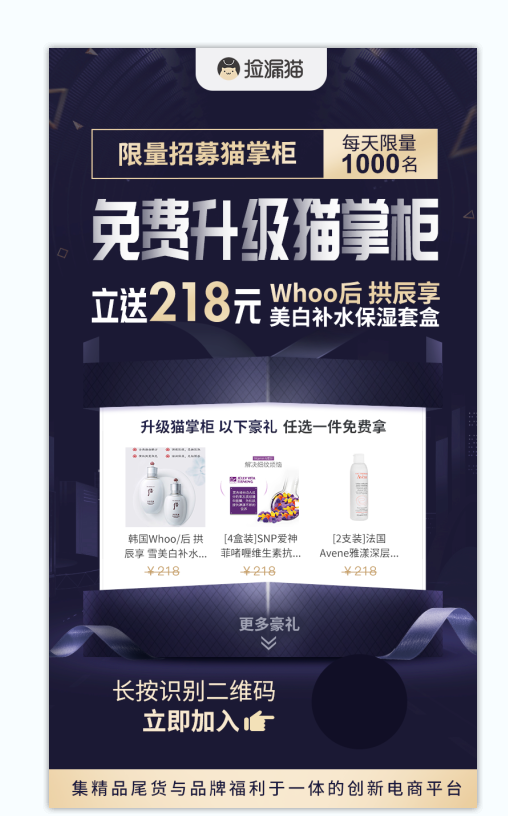 捡漏猫
限量招募猫掌柜
每天限量
1000名
免费升级猫掌柜
立送218元
Whoo后 拱辰享
美白补水保湿套盒
升级猫掌柜 以下豪礼 任选一件免费拿
解决细纹烦恼
韩国Whoo/后 拱
辰享 雪美白补水...
¥218
[4盒装]SNP爱神
菲啫喱维生素抗...
¥218
[2支装]法国
Avene雅漾深层...
¥218
更多豪礼
长按识别二维码
立即加入
集精品尾货与品牌福利于一体的创新电商平台